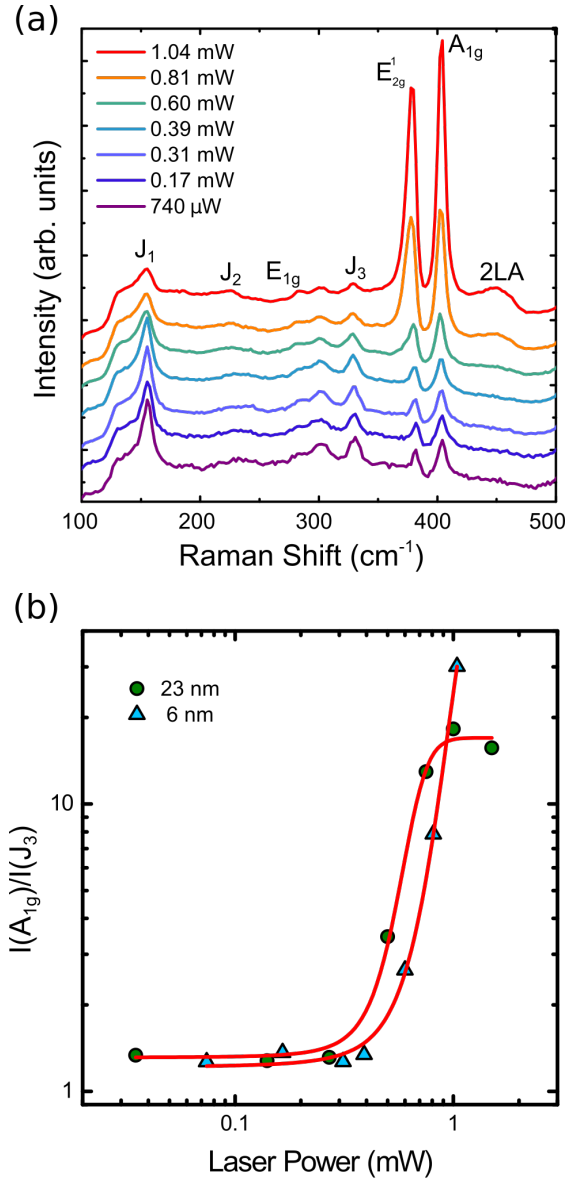 (a)
1.04 mW
0.81 mW
0.60 mW
0.39 mW
0.31 mW
0.17 mW
740 µW
J₁
J₂
E₁g
J₃
E¹₂g
A₁g
2LA
Intensity (arb. units)
100 200 300 400 500
Raman Shift (cm⁻¹)
(b)
23 nm
6 nm
I(A₁g)/I(J₃)
10
1
0.1 1
Laser Power (mW)